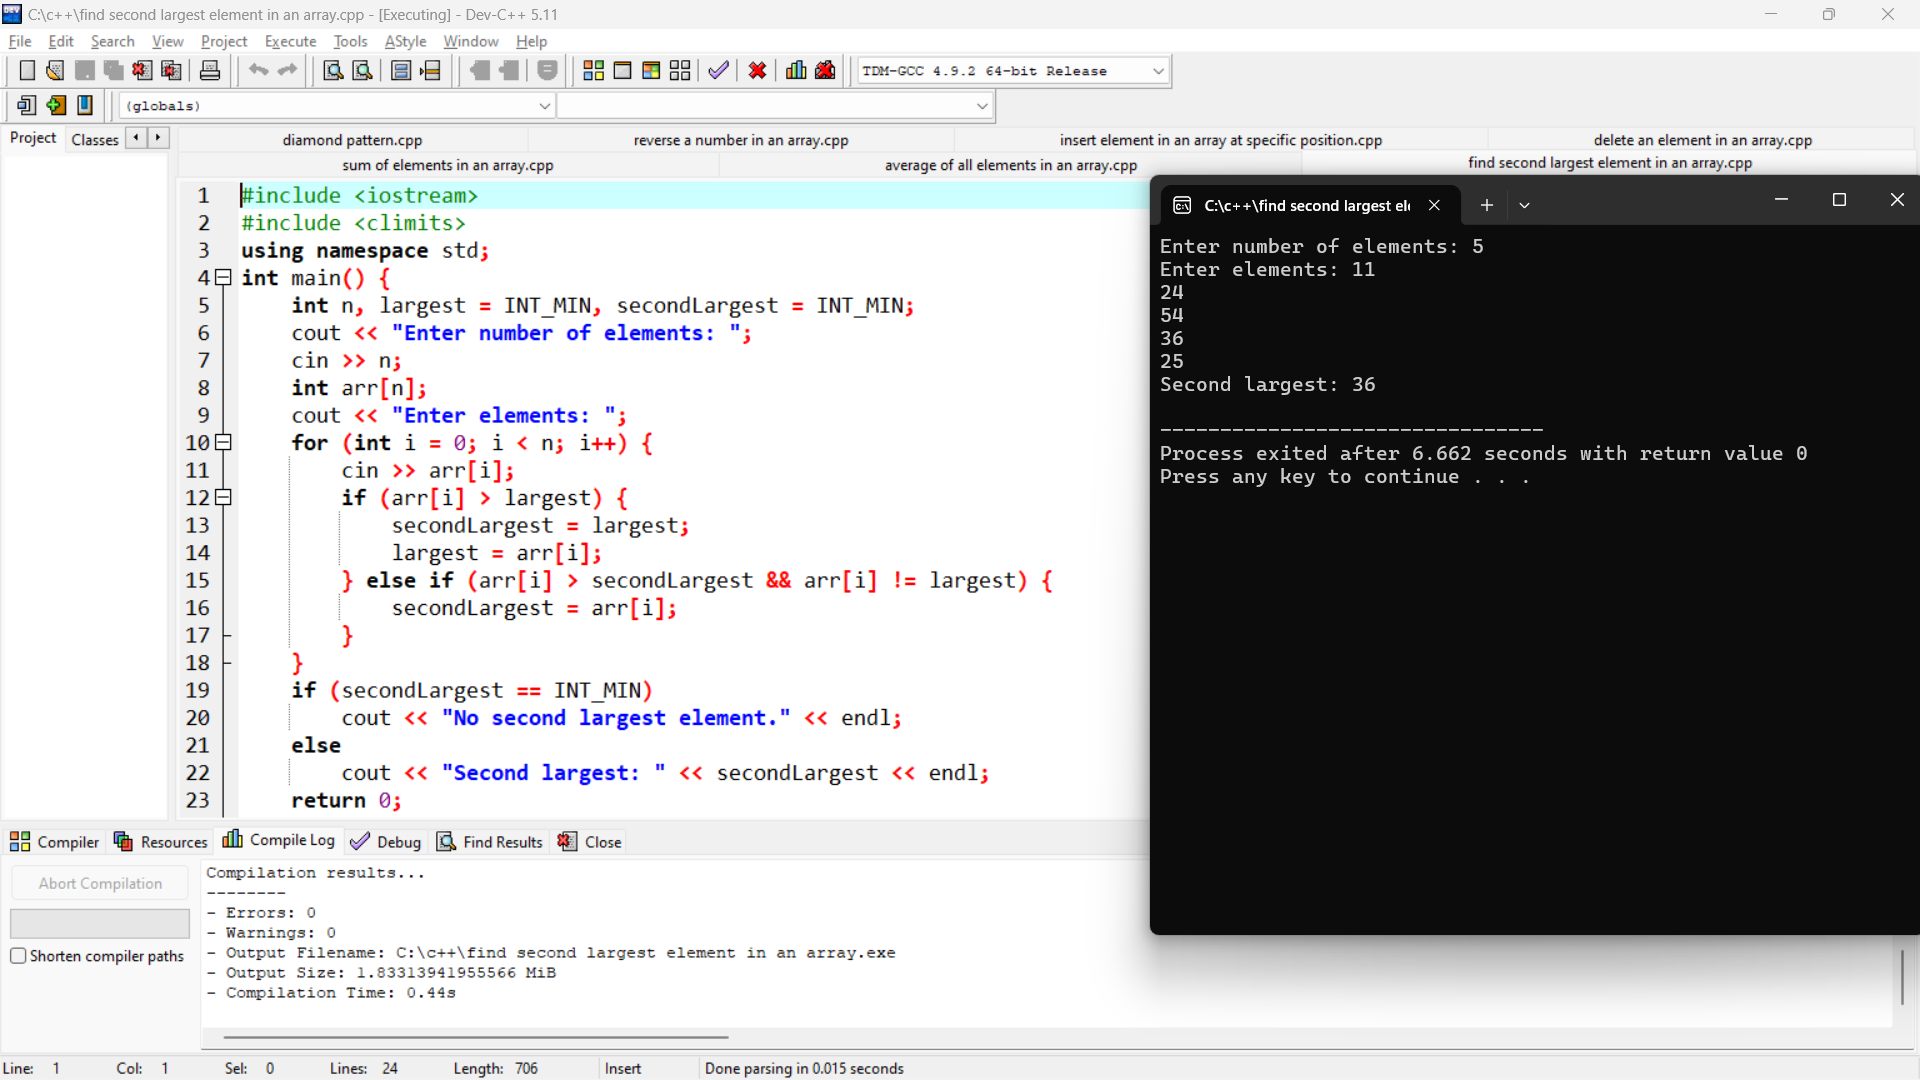 C:\c++\find second largest element in an array.cpp - [Executing] - Dev-C++ 5.11
File Edit Search View Project Execute Tools AStyle Window Help
TDM-GCC 4.9.2 64-bit Release
(globals)
Project Classes
diamond pattern.cpp reverse a number in an array.cpp insert element in an array at specific position.cpp delete an element in an array.cpp
sum of elements in an array.cpp average of all elements in an array.cpp find second largest element in an array.cpp
1 #include <iostream>
2 #include <climits>
3 using namespace std;
4 int main() {
5 int n, largest = INT_MIN, secondLargest = INT_MIN;
6 cout << "Enter number of elements: ";
7 cin >> n;
8 int arr[n];
9 cout << "Enter elements: ";
10 for (int i = 0; i < n; i++) {
11 cin >> arr[i];
12 if (arr[i] > largest) {
13 secondLargest = largest;
14 largest = arr[i];
15 } else if (arr[i] > secondLargest && arr[i] != largest) {
16 secondLargest = arr[i];
17 }
18 }
19 if (secondLargest == INT_MIN)
20 cout << "No second largest element." << endl;
21 else
22 cout << "Second largest: " << secondLargest << endl;
23 return 0;
C:\c++\find second largest el
Enter number of elements: 5
Enter elements: 11
24
54
36
25
Second largest: 36
--------------------------------
Process exited after 6.662 seconds with return value 0
Press any key to continue . . .
Compiler Resources Compile Log Debug Find Results Close
Abort Compilation
Shorten compiler paths
Compilation results...
--------
- Errors: 0
- Warnings: 0
- Output Filename: C:\c++\find second largest element in an array.exe
- Output Size: 1.83313941955566 MiB
- Compilation Time: 0.44s
Line: 1 Col: 1 Sel: 0 Lines: 24 Length: 706 Insert Done parsing in 0.015 seconds